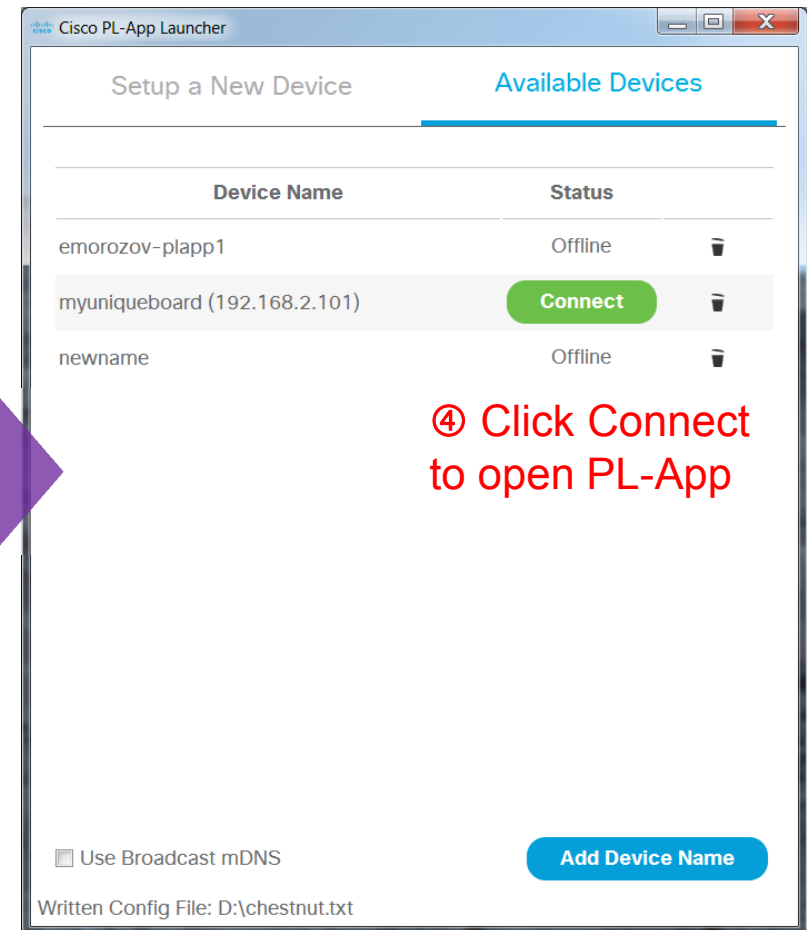 CISCO Cisco PL-App Launcher
Setup a New Device Available Devices
Device Name Status
emorozov-plapp1 Offline
myuniqueboard (192.168.2.101) Connect
newname Offline
④ Click Connect
to open PL-App
Use Broadcast mDNS Add Device Name
Written Config File: D:\chestnut.txt